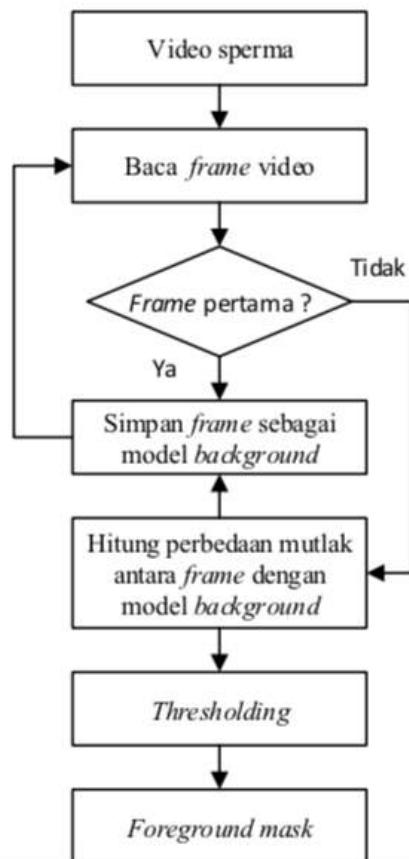 Video sperma
Baca frame video
Tidak
Frame pertama ?
Ya
Simpan frame sebagai
model background
Hitung perbedaan mutlak
antara frame dengan
model background
Thresholding
Foreground mask